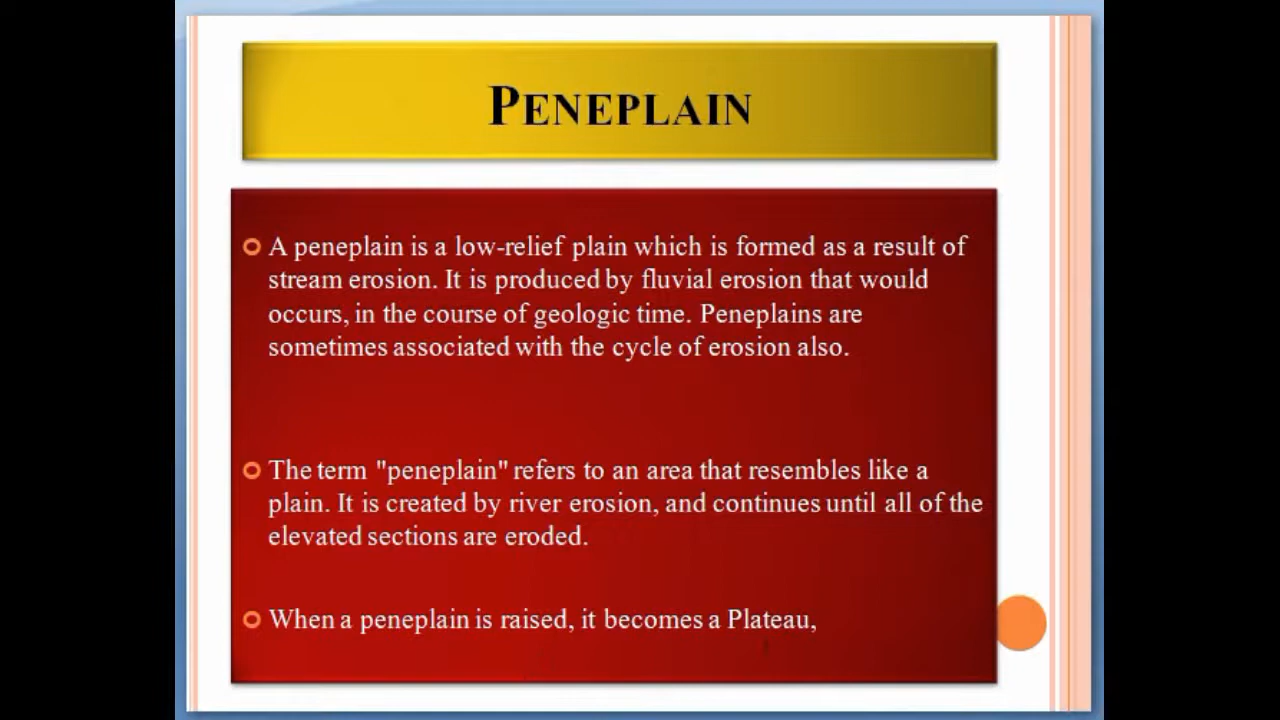 PENEPLAIN
A peneplain is a low-relief plain which is formed as a result of
stream erosion. It is produced by fluvial erosion that would
occurs, in the course of geologic time. Peneplains are
sometimes associated with the cycle of erosion also.
The term "peneplain" refers to an area that resembles like a
plain. It is created by river erosion, and continues until all of the
elevated sections are eroded.
When a peneplain is raised, it becomes a Plateau,